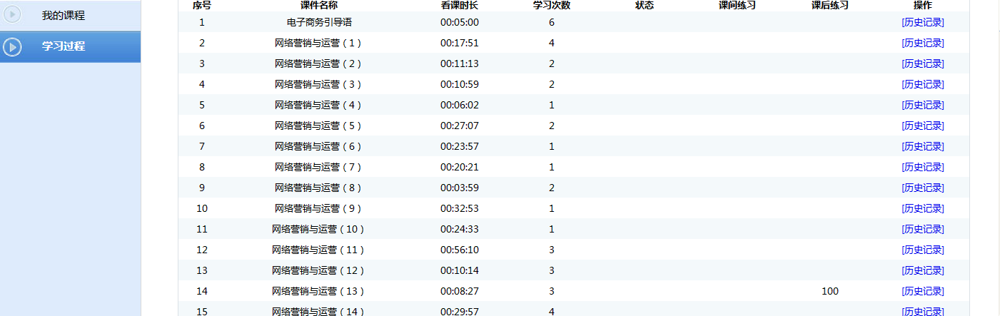 我的课程
学习过程
序号 课件名称 看课时长 学习次数 状态 课间练习 课后练习 操作
1 电子商务引导语 00:05:00 6 [历史记录]
2 网络营销与运营（1） 00:17:51 4 [历史记录]
3 网络营销与运营（2） 00:11:13 2 [历史记录]
4 网络营销与运营（3） 00:10:59 2 [历史记录]
5 网络营销与运营（4） 00:06:02 1 [历史记录]
6 网络营销与运营（5） 00:27:07 2 [历史记录]
7 网络营销与运营（6） 00:23:57 1 [历史记录]
8 网络营销与运营（7） 00:20:21 1 [历史记录]
9 网络营销与运营（8） 00:03:59 2 [历史记录]
10 网络营销与运营（9） 00:32:53 1 [历史记录]
11 网络营销与运营（10） 00:24:33 1 [历史记录]
12 网络营销与运营（11） 00:56:10 3 [历史记录]
13 网络营销与运营（12） 00:10:14 3 [历史记录]
14 网络营销与运营（13） 00:08:27 3 100 [历史记录]
15 网络营销与运营（14） 00:29:57 4 [历史记录]